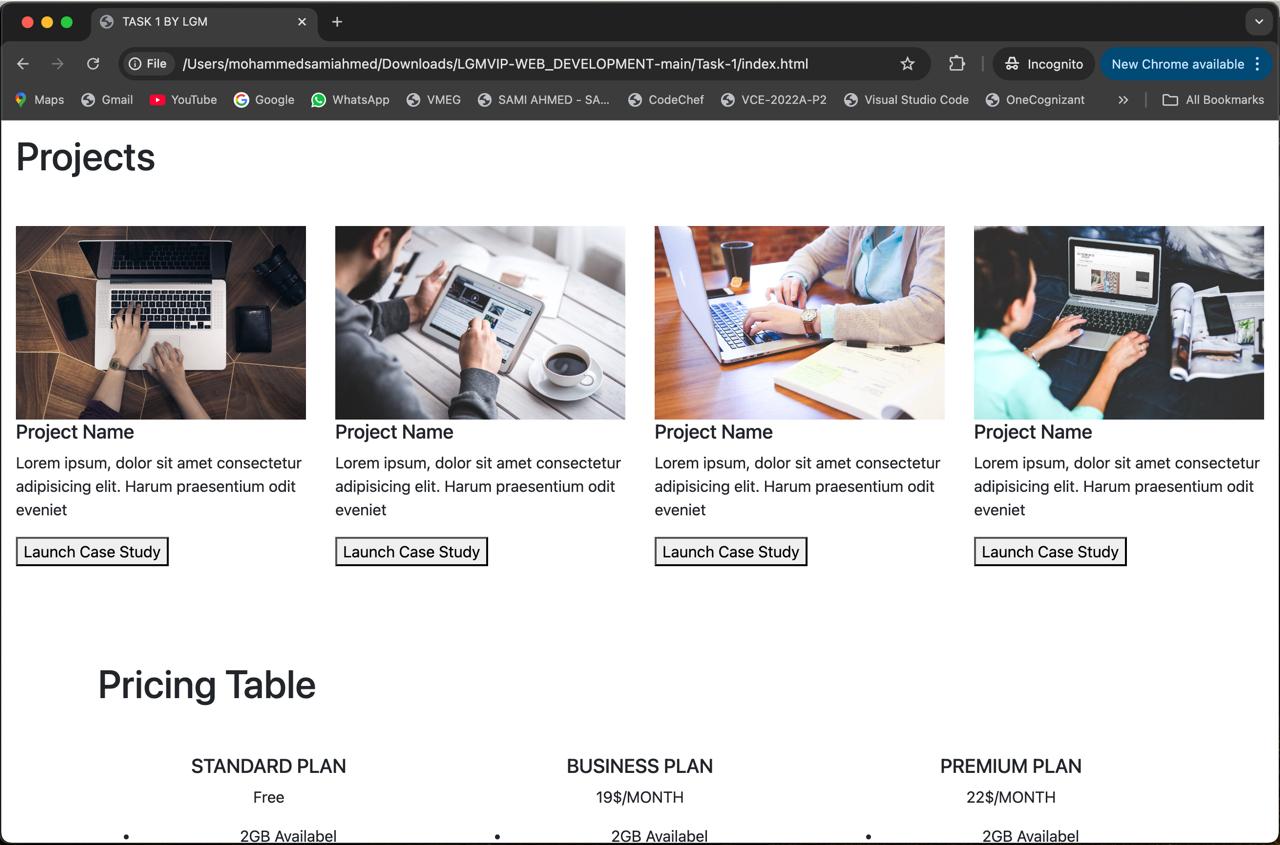 TASK 1 BY LGM
File
/Users/mohammedsamiahmed/Downloads/LGMVIP-WEB_DEVELOPMENT-main/Task-1/index.html
Incognito
New Chrome available
Maps
Gmail
YouTube
Google
WhatsApp
VMEG
SAMI AHMED - SA...
CodeChef
VCE-2022A-P2
Visual Studio Code
OneCognizant
All Bookmarks
Projects
Project Name
Lorem ipsum, dolor sit amet consectetur
adipisicing elit. Harum praesentium odit
eveniet
Launch Case Study
Project Name
Lorem ipsum, dolor sit amet consectetur
adipisicing elit. Harum praesentium odit
eveniet
Launch Case Study
Project Name
Lorem ipsum, dolor sit amet consectetur
adipisicing elit. Harum praesentium odit
eveniet
Launch Case Study
Project Name
Lorem ipsum, dolor sit amet consectetur
adipisicing elit. Harum praesentium odit
eveniet
Launch Case Study
Pricing Table
STANDARD PLAN
Free
• 2GB Availabel
BUSINESS PLAN
19$/MONTH
• 2GB Availabel
PREMIUM PLAN
22$/MONTH
• 2GB Availabel